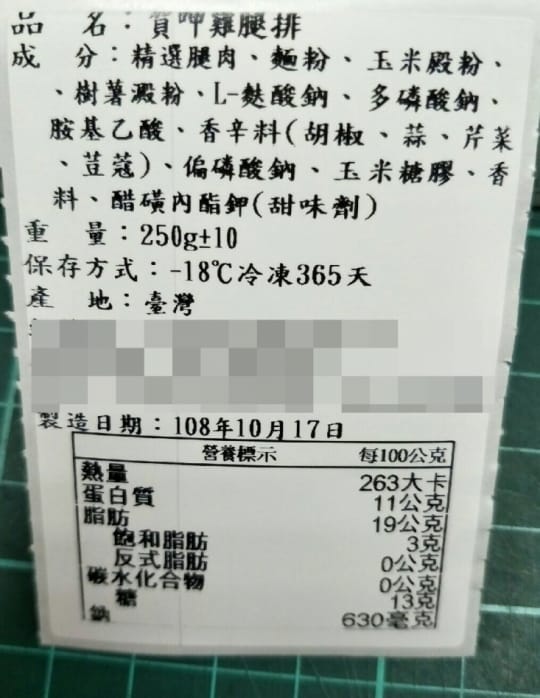 品 名：質呷雞腿排
成 分：精選腿肉、麵粉、玉米殿粉、
、樹薯澱粉、L-麩酸鈉、多磷酸鈉、
胺基乙酸、香辛料(胡椒、蒜、芹菜
、荳蔻)、偏磷酸鈉、玉米糖膠、香
料、醋磺內酯鉀(甜味劑)
重 量：250g±10
保存方式：-18℃冷凍365天
產 地：臺灣
製造日期：108年10月17日
營養標示 每100公克
熱量 263大卡
蛋白質 11公克
脂肪 19公克
飽和脂肪 3克
反式脂肪 0公克
碳水化合物 0公克
糖 13克
鈉 630毫克